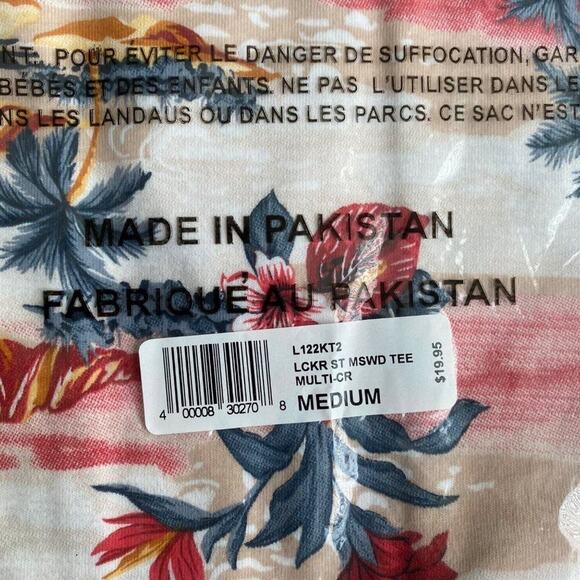 NT. POUR ÉVITER LE DANGER DE SUFFOCATION, GAR
BÉBÉS ET DES ENFANTS. NE PAS L'UTILISER DANS LE
NS LES LANDAUS OU DANS LES PARCS. CE SAC N'EST
MADE IN PAKISTAN
FABRIQUÉ AU PAKISTAN
L122KT2
LCKR ST MSWD TEE
MULTI-CR
4 00008 30270 8
MEDIUM
$19.95